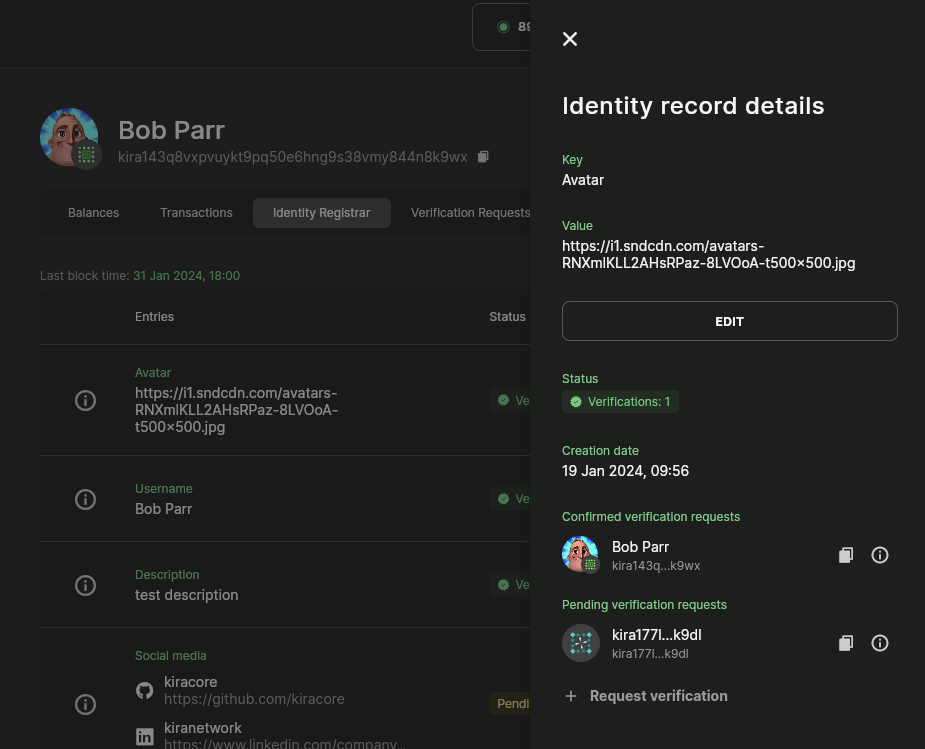 89
Bob Parr
kira143q8vxpvuykt9pq50e6hng9s38vmy844n8k9wx
Balances
Transactions
Identity Registrar
Verification Requests
Last block time: 31 Jan 2024, 18:00
Entries
Status
Avatar
https://i1.sndcdn.com/avatars-
RNXmlKLL2AHsRPaz-8LVOoA-
t500x500.jpg
Ve
Username
Bob Parr
Ve
Description
test description
Ve
Social media
kiracore
https://github.com/kiracore
Pendi
kiranetwork
https://www.linkedin.com/company
Identity record details
Key
Avatar
Value
https://i1.sndcdn.com/avatars-
RNXmlKLL2AHsRPaz-8LVOoA-t500x500.jpg
EDIT
Status
Verifications: 1
Creation date
19 Jan 2024, 09:56
Confirmed verification requests
Bob Parr
kira143q...k9wx
Pending verification requests
kira177l...k9dl
kira177l...k9dl
+ Request verification